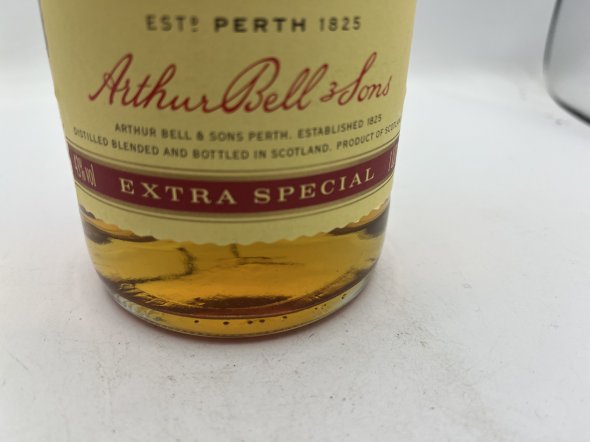 ESTD PERTH 1825
Arthur Bell & Sons
ARTHUR BELL & SONS PERTH. ESTABLISHED 1825
DISTILLED BLENDED AND BOTTLED IN SCOTLAND. PRODUCT OF SCOTLAND
EXTRA SPECIAL